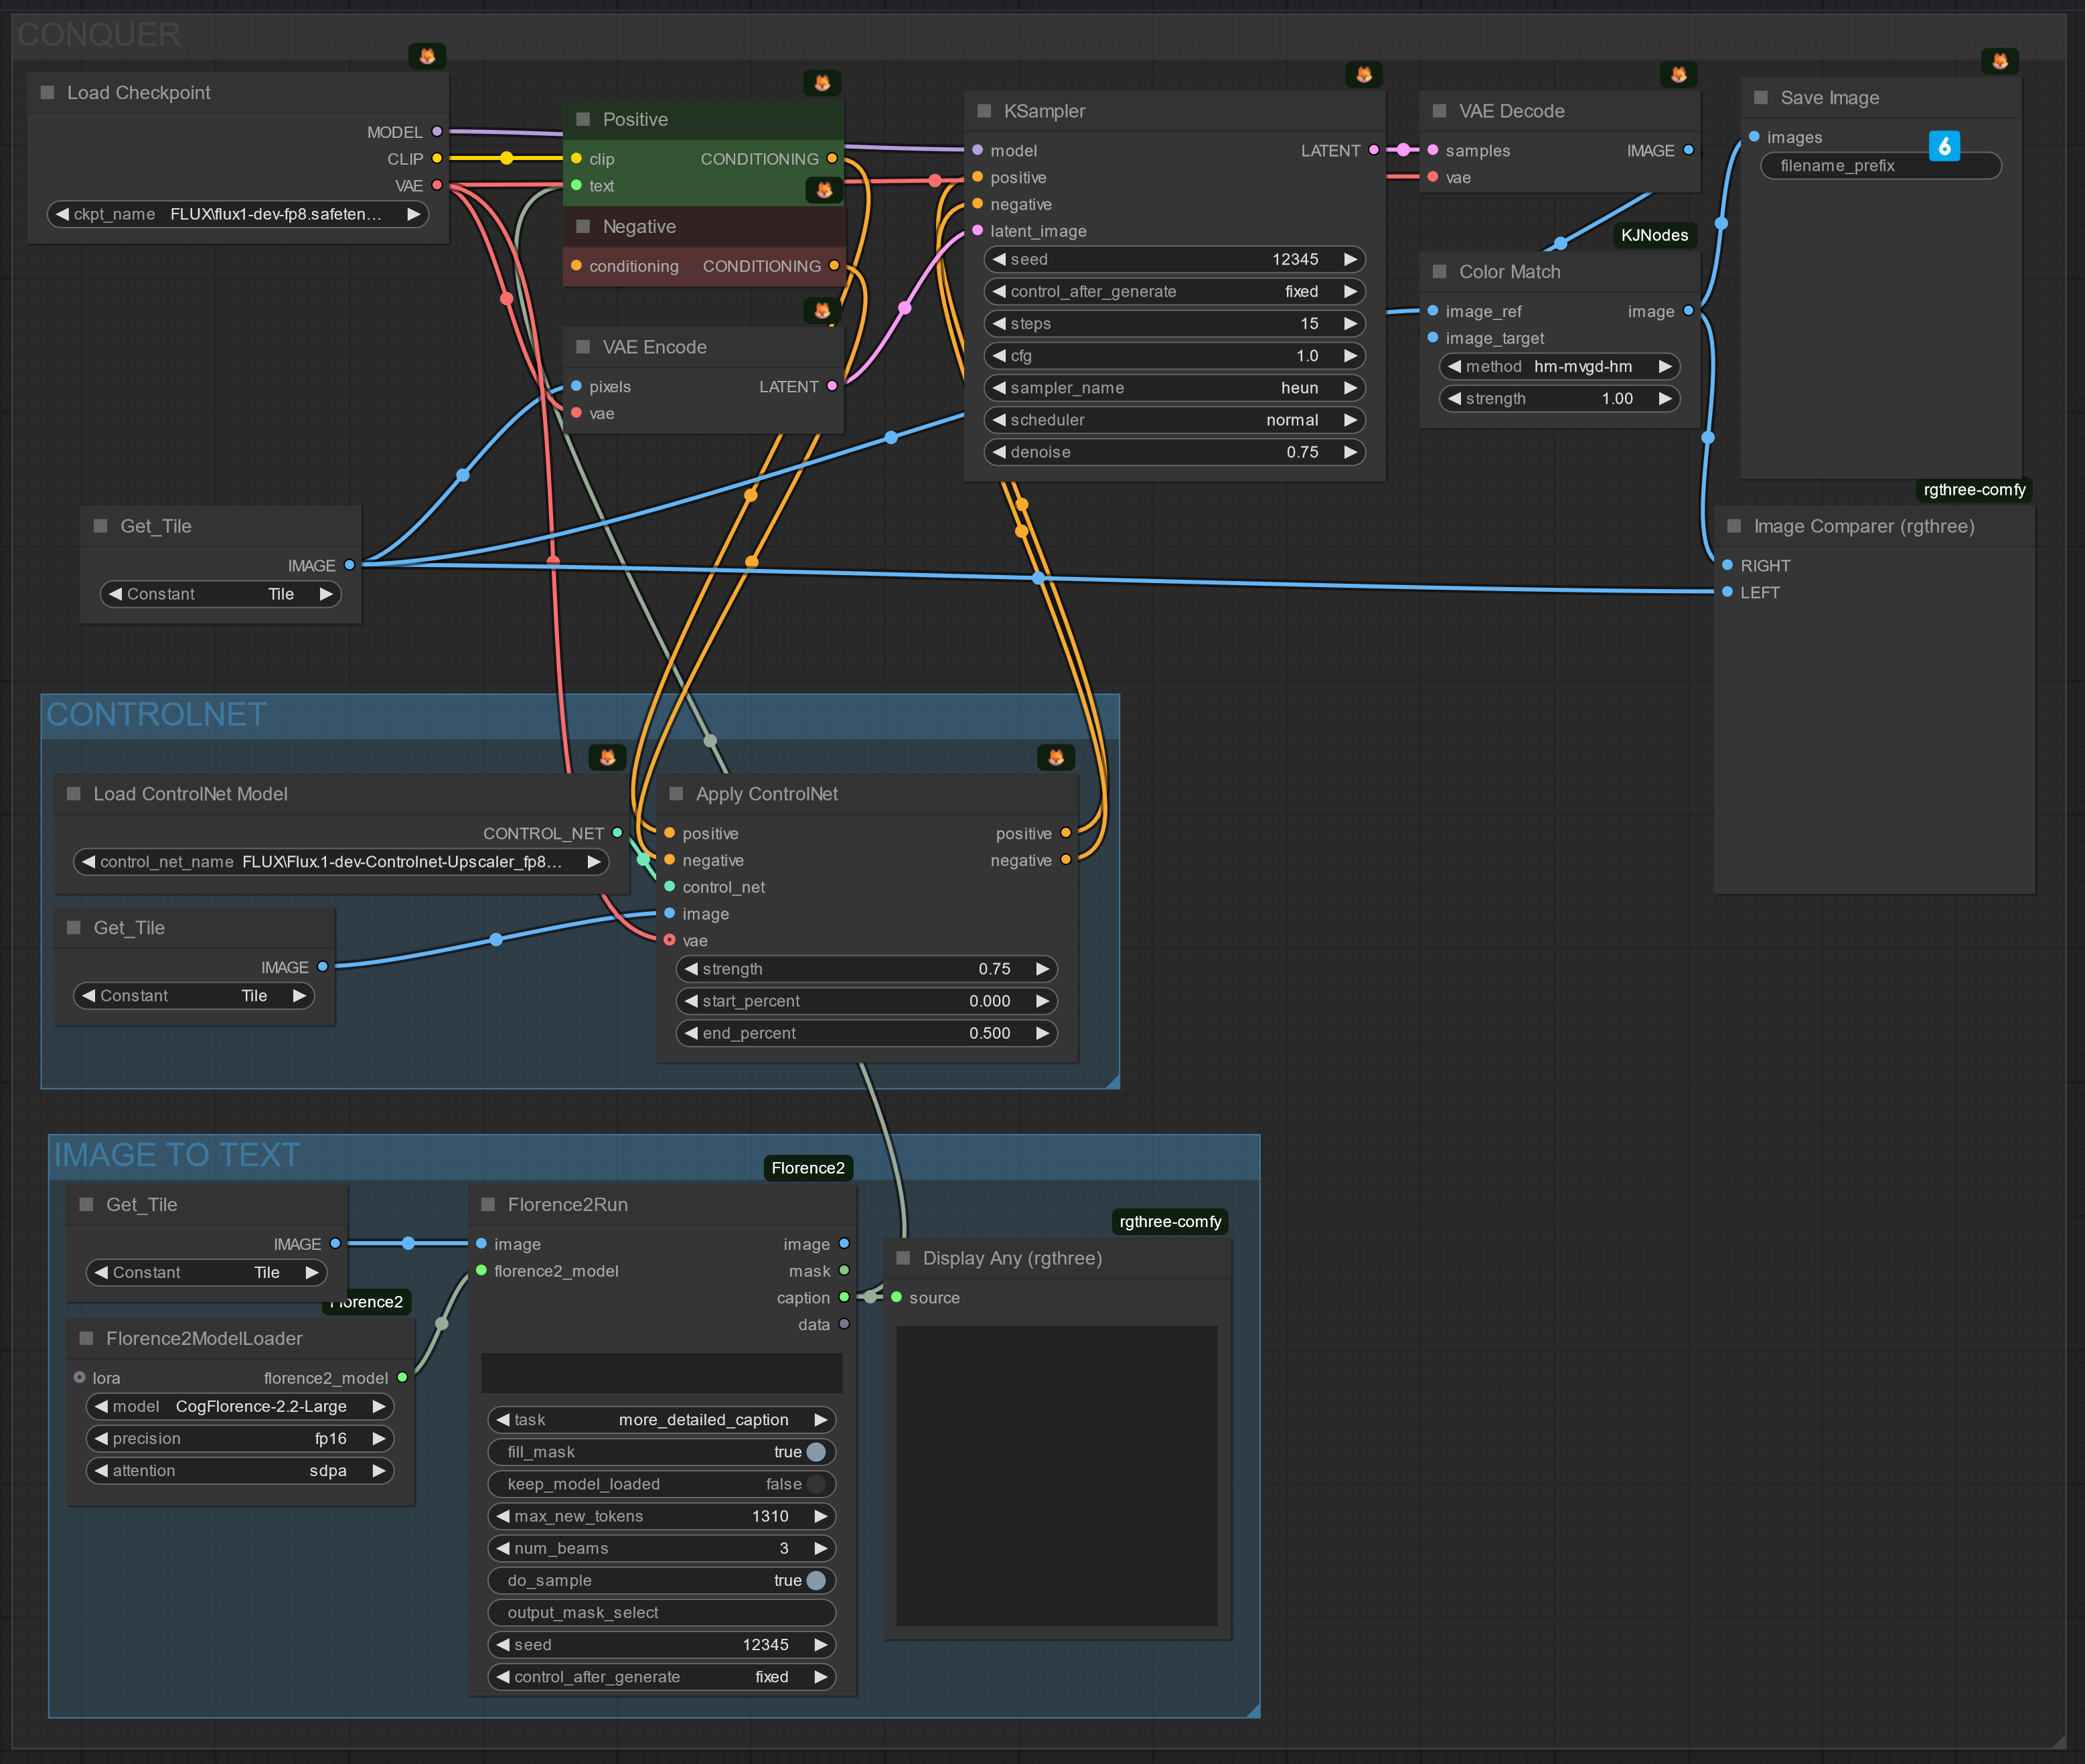 CONQUER
Load Checkpoint
MODEL
CLIP
VAE
ckpt_name FLUX\flux1-dev-fp8.safeten...
Positive
clip CONDITIONING
text
Negative
conditioning CONDITIONING
VAE Encode
pixels LATENT
vae
KSampler
model LATENT
positive
negative
latent_image
seed 12345
control_after_generate fixed
steps 15
cfg 1.0
sampler_name heun
scheduler normal
denoise 0.75
VAE Decode
samples IMAGE
vae
KJNodes
Color Match
image_ref image
image_target
method hm-mvgd-hm
strength 1.00
Save Image
images
6
filename_prefix
rgthree-comfy
Image Comparer (rgthree)
RIGHT
LEFT
Get_Tile
IMAGE
Constant Tile
CONTROLNET
Load ControlNet Model
CONTROL_NET
control_net_name FLUX\Flux.1-dev-Controlnet-Upscaler_fp8...
Get_Tile
IMAGE
Constant Tile
Apply ControlNet
positive positive
negative negative
control_net
image
vae
strength 0.75
start_percent 0.000
end_percent 0.500
IMAGE TO TEXT
Get_Tile
IMAGE
Constant Tile
Florence2
Florence2ModelLoader
lora florence2_model
model CogFlorence-2.2-Large
precision fp16
attention sdpa
Florence2
Florence2Run
image image
florence2_model mask
caption
data
task more_detailed_caption
fill_mask true
keep_model_loaded false
max_new_tokens 1310
num_beams 3
do_sample true
output_mask_select
seed 12345
control_after_generate fixed
rgthree-comfy
Display Any (rgthree)
source